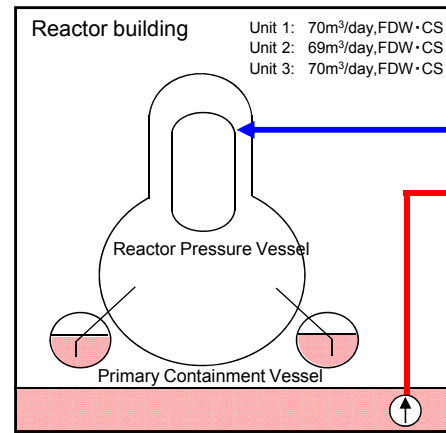 Reactor building
Unit 1: 70m³/day,FDW・CS
Unit 2: 69m³/day,FDW・CS
Unit 3: 70m³/day,FDW・CS
Reactor Pressure Vessel
Primary Containment Vessel